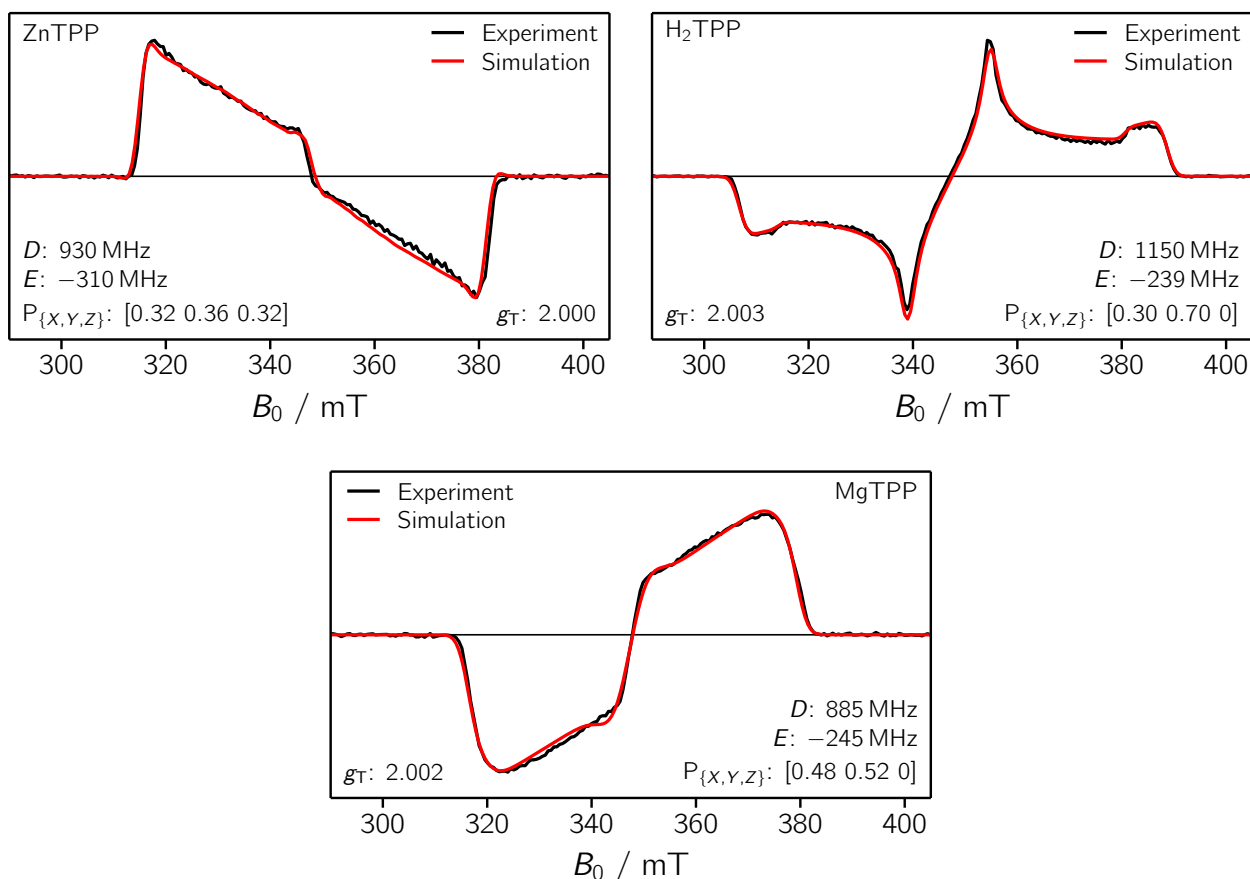 ZnTPP
Experiment
Simulation
D: 930 MHz
E: −310 MHz
P{X,Y,Z}: [0.32 0.36 0.32]
gT: 2.000
300 320 340 360 380 400
B0 / mT
H2TPP
Experiment
Simulation
D: 1150 MHz
E: −239 MHz
gT: 2.003
P{X,Y,Z}: [0.30 0.70 0]
300 320 340 360 380 400
B0 / mT
Experiment
Simulation
MgTPP
D: 885 MHz
E: −245 MHz
gT: 2.002
P{X,Y,Z}: [0.48 0.52 0]
300 320 340 360 380 400
B0 / mT